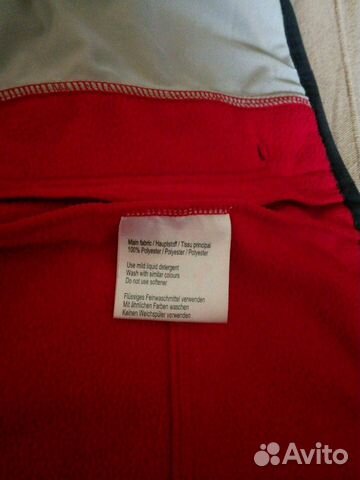 Main fabric / Hauptstoff / Tissu principal
100% Polyester / Polyester / Polyester
Use mild liquid detergent
Wash with similar colours
Do not use softener
Flüssiges Feinwaschmittel verwenden
Mit ähnlichen Farben waschen
Keinen Weichspüler verwenden
Avito